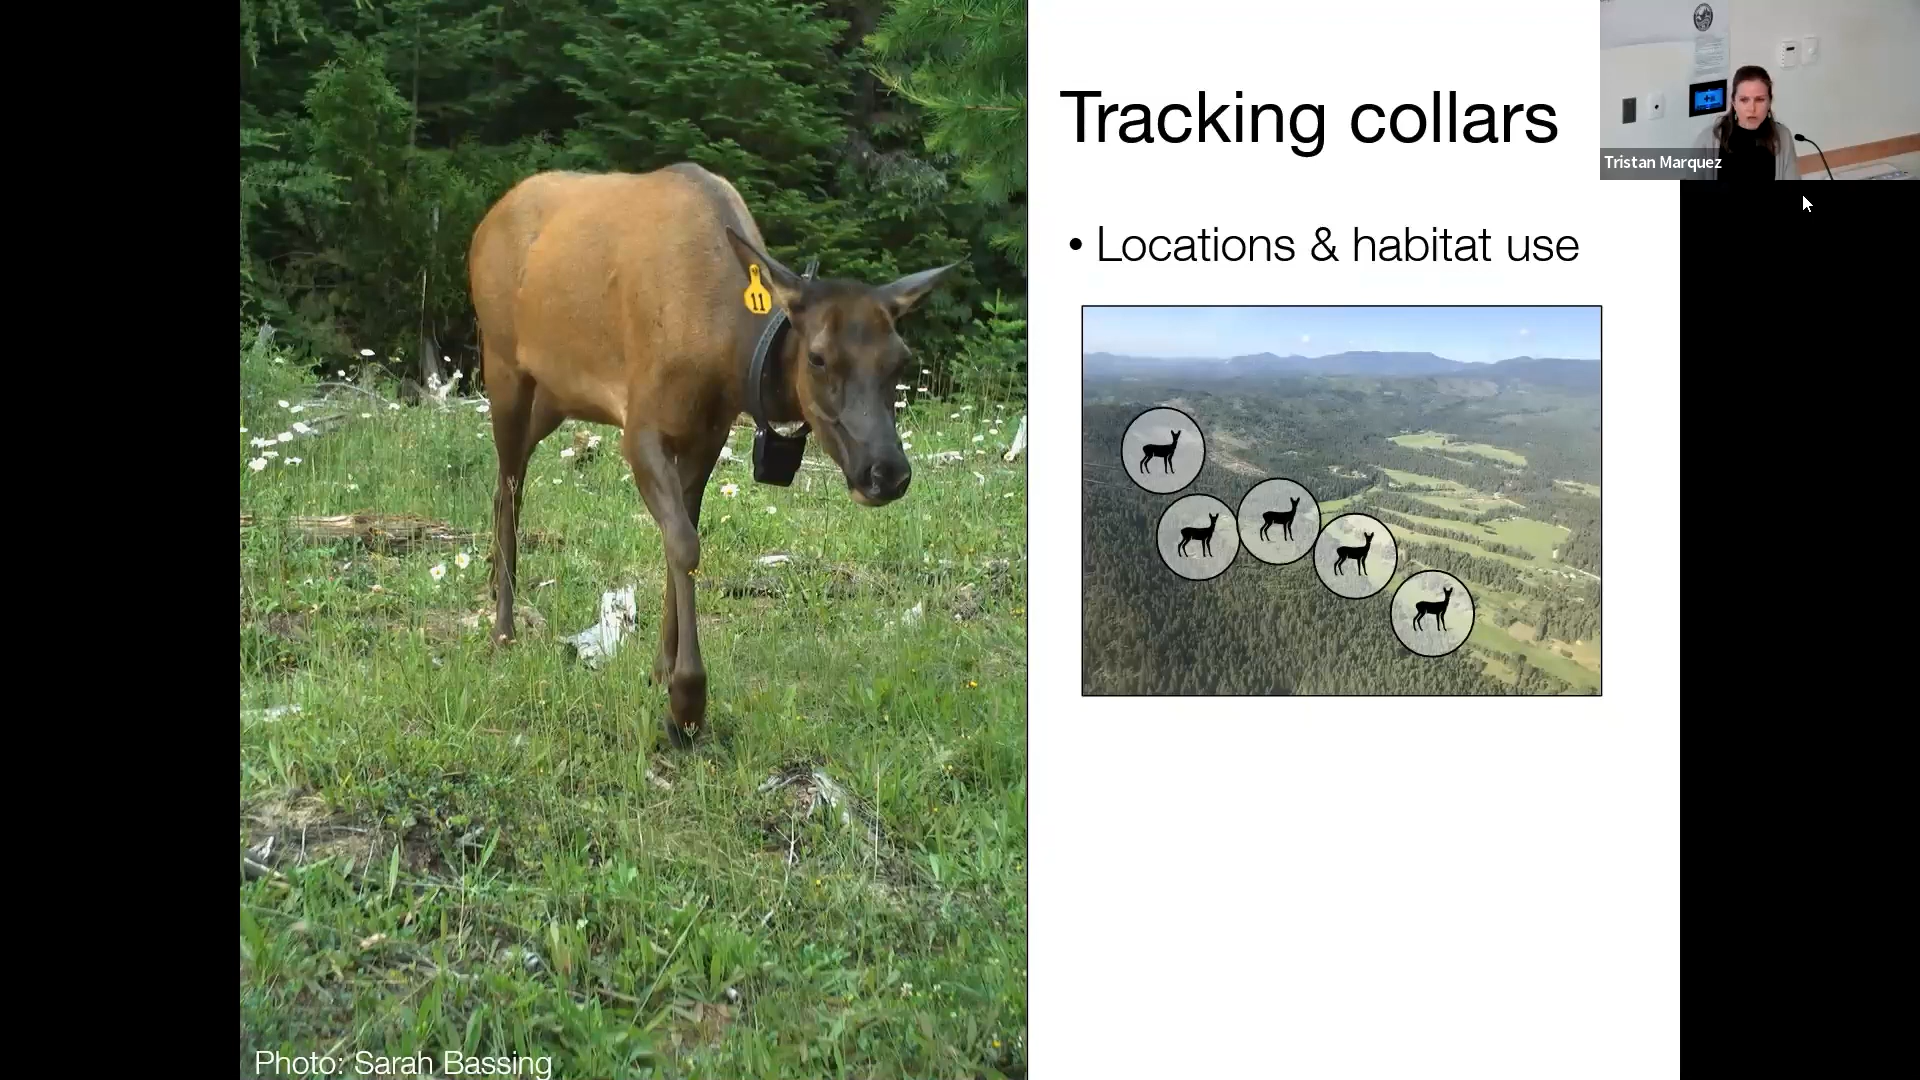 Tracking collars
Tristan Marquez
• Locations & habitat use
11
Photo: Sarah Bassing